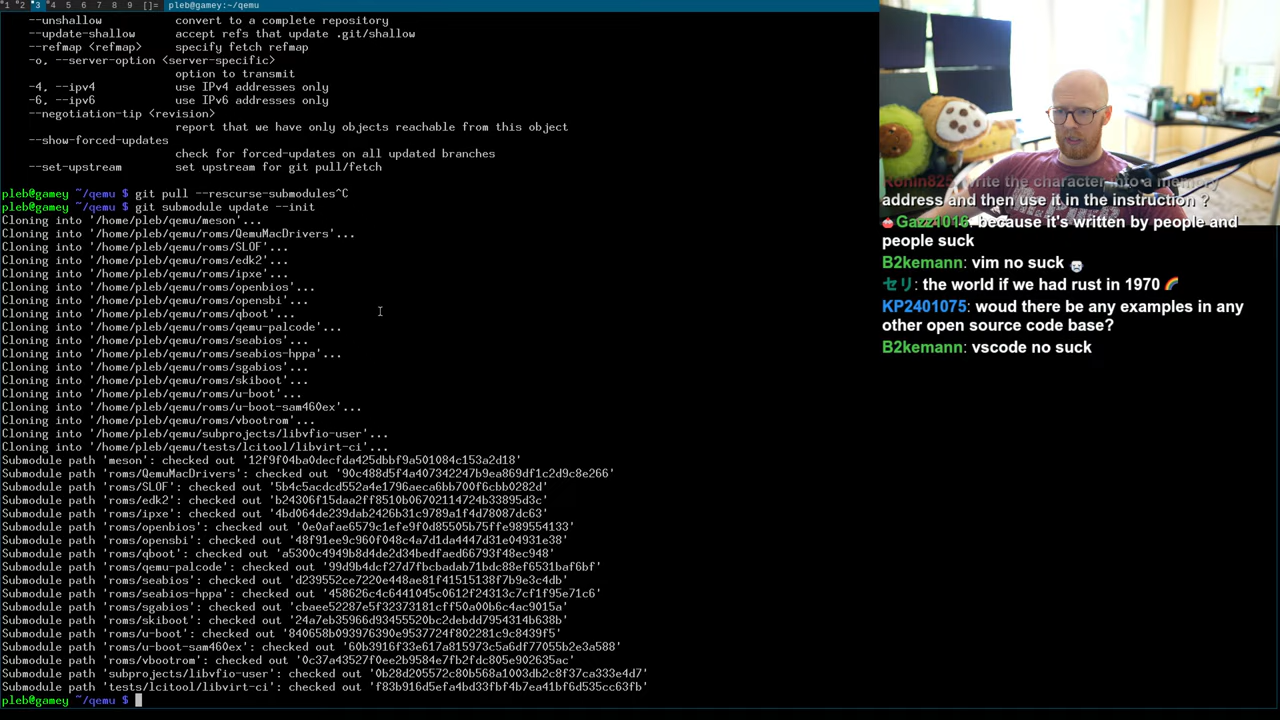 1 2 3 4 5 6 7 8 9 []= pleb@gamey:~/qemu
--unshallow convert to a complete repository
--update-shallow accept refs that update .git/shallow
--refmap <refmap> specify fetch refmap
-o, --server-option <server-specific>
option to transmit
-4, --ipv4 use IPv4 addresses only
-6, --ipv6 use IPv6 addresses only
--negotiation-tip <revision>
report that we have only objects reachable from this object
--show-forced-updates
check for forced-updates on all updated branches
--set-upstream set upstream for git pull/fetch
pleb@gamey ~/qemu $ git pull --rescurse-submodules^C
pleb@gamey ~/qemu $ git submodule update --init
Cloning into '/home/pleb/qemu/meson'...
Cloning into '/home/pleb/qemu/roms/QemuMacDrivers'...
Cloning into '/home/pleb/qemu/roms/SLOF'...
Cloning into '/home/pleb/qemu/roms/edk2'...
Cloning into '/home/pleb/qemu/roms/ipxe'...
Cloning into '/home/pleb/qemu/roms/openbios'...
Cloning into '/home/pleb/qemu/roms/opensbi'...
Cloning into '/home/pleb/qemu/roms/qboot'...
Cloning into '/home/pleb/qemu/roms/qemu-palcode'...
Cloning into '/home/pleb/qemu/roms/seabios'...
Cloning into '/home/pleb/qemu/roms/seabios-hppa'...
Cloning into '/home/pleb/qemu/roms/sgabios'...
Cloning into '/home/pleb/qemu/roms/skiboot'...
Cloning into '/home/pleb/qemu/roms/u-boot'...
Cloning into '/home/pleb/qemu/roms/u-boot-sam460ex'...
Cloning into '/home/pleb/qemu/roms/vbootrom'...
Cloning into '/home/pleb/qemu/subprojects/libvfio-user'...
Cloning into '/home/pleb/qemu/tests/lcitool/libvirt-ci'...
Submodule path 'meson': checked out '12f9f04ba0decfda425dbbf9a501084c153a2d18'
Submodule path 'roms/QemuMacDrivers': checked out '90c488d5f4a407342247b9ea869df1c2d9c8e266'
Submodule path 'roms/SLOF': checked out '5b4c5acdcd552a4e1796aeca6bb700f6cbb0282d'
Submodule path 'roms/edk2': checked out 'b24306f15daa2ff8510b06702114724b33895d3c'
Submodule path 'roms/ipxe': checked out '4bd064de239dab2426b31c9789a1f4d78087dc63'
Submodule path 'roms/openbios': checked out '0e0afae6579c1efe9f0d85505b75ffe989554133'
Submodule path 'roms/opensbi': checked out '48f91ee9c960f048c4a7d1da4447d31e04931e38'
Submodule path 'roms/qboot': checked out 'a5300c4949b8d4de2d34bedfaed66793f48ec948'
Submodule path 'roms/qemu-palcode': checked out '99d9b4dcf27d7fbcbadab71bdc88ef6531baf6bf'
Submodule path 'roms/seabios': checked out 'd239552ce7220e448ae81f41515138f7b9e3c4db'
Submodule path 'roms/seabios-hppa': checked out '458626c4c6441045c0612f24313c7cf1f95e71c6'
Submodule path 'roms/sgabios': checked out 'cbaee52287e5f32373181cff50a00b6c4ac9015a'
Submodule path 'roms/skiboot': checked out '24a7eb35966d93455520bc2debdd7954314b638b'
Submodule path 'roms/u-boot': checked out '840658b093976390e9537724f802281c9c8439f5'
Submodule path 'roms/u-boot-sam460ex': checked out '60b3916f33e617a815973c5a6df77055b2e3a588'
Submodule path 'roms/vbootrom': checked out '0c37a43527f0ee2b9584e7fb2fdc805e902635ac'
Submodule path 'subprojects/libvfio-user': checked out '0b28d205572c80b568a1003db2c8f37ca333e4d7'
Submodule path 'tests/lcitool/libvirt-ci': checked out 'f83b916d5efa4bd33fbf4b7ea41bf6d535cc63fb'
pleb@gamey ~/qemu $
Ronin825: write the character into a memory
address and then use it in the instruction ?
Gazz1016: because it's written by people and
people suck
B2kemann: vim no suck
セリ: the world if we had rust in 1970
KP2401075: woud there be any examples in any
other open source code base?
B2kemann: vscode no suck